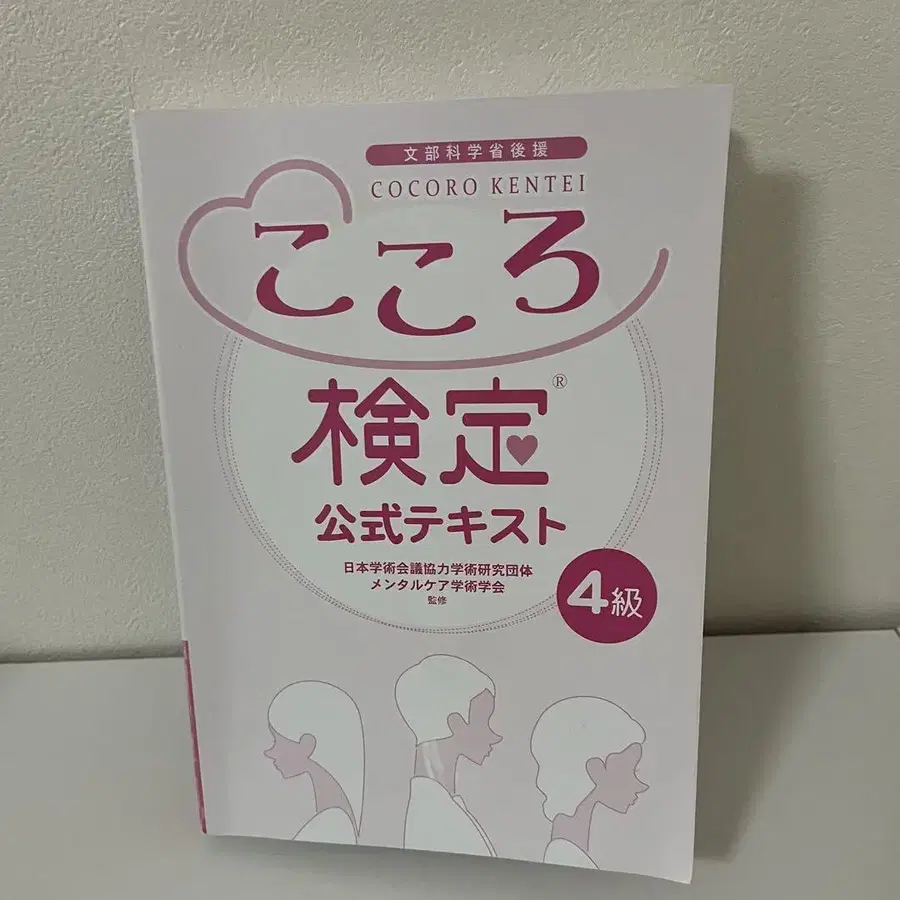 文部科学省後援
COCORO KENTEI
こころ
検定®
公式テキスト
日本学術会議協力学術研究団体
メンタルケア学術学会
監修
4級